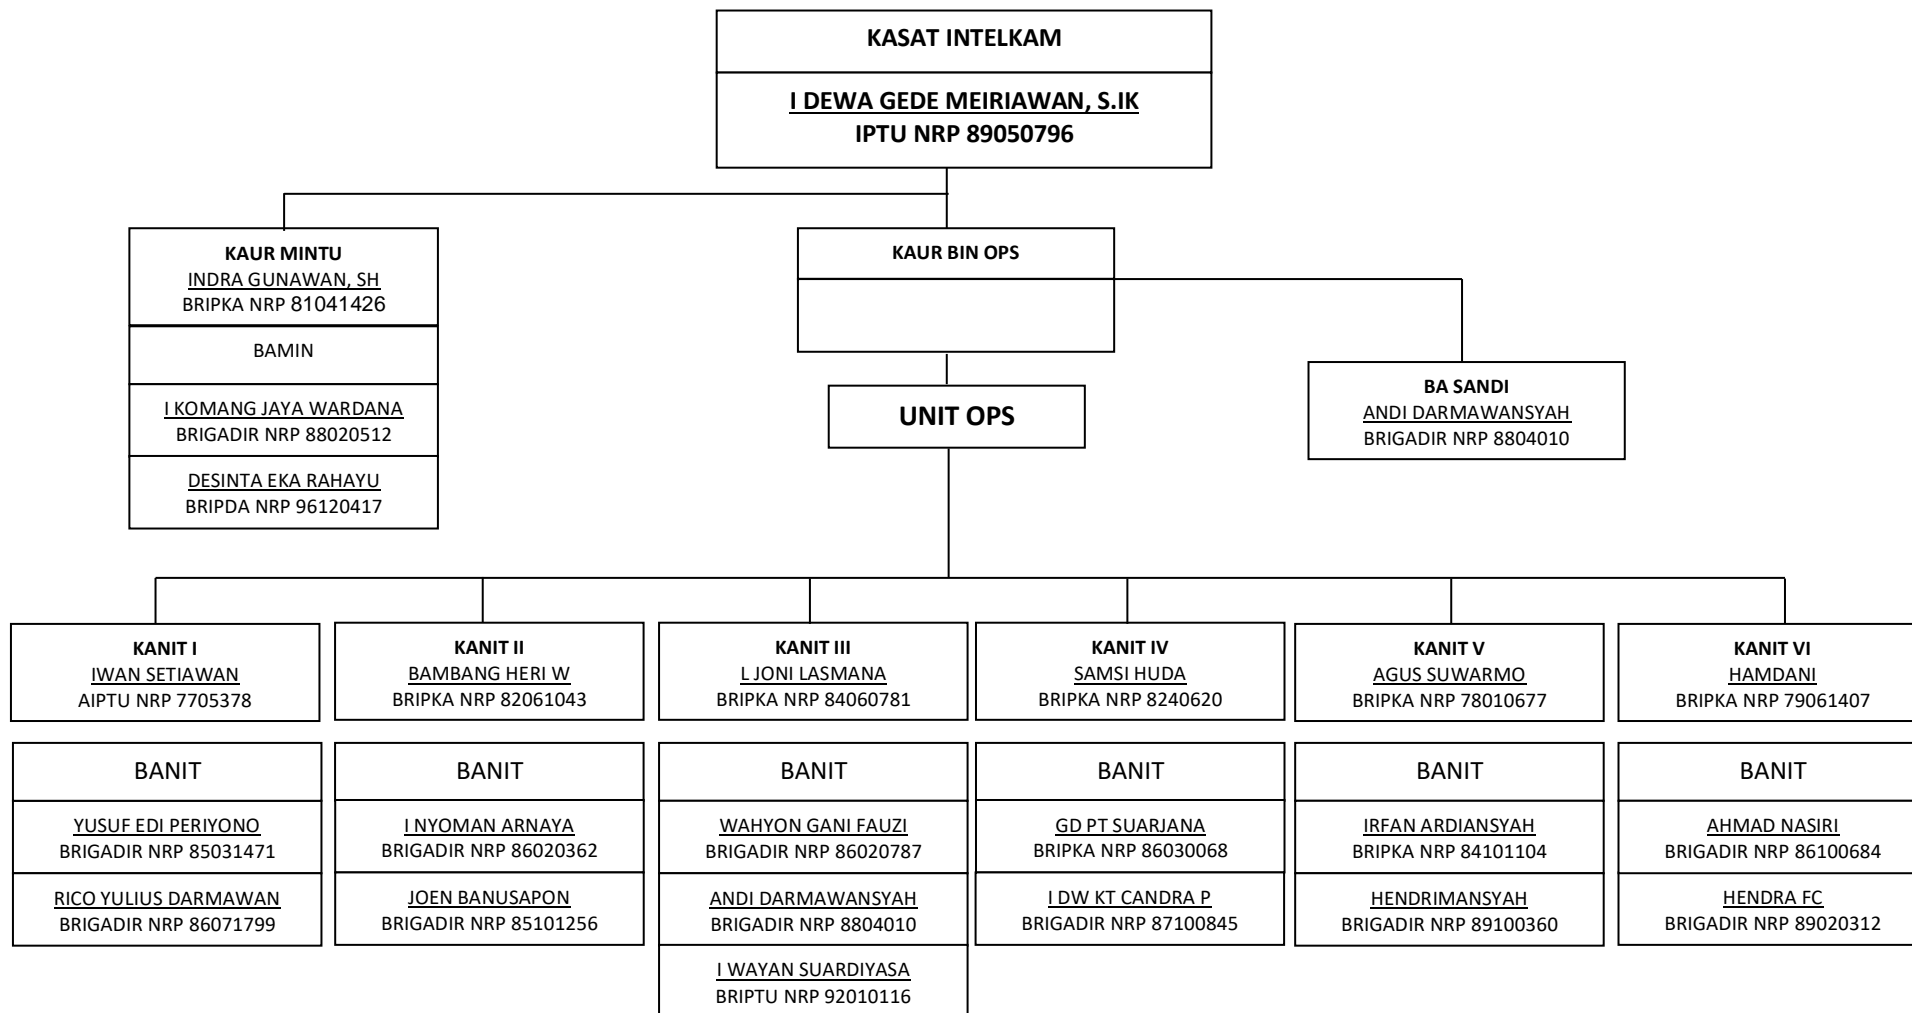 KASAT INTELKAM
I DEWA GEDE MEIRIAWAN, S.IK
IPTU NRP 89050796
KAUR MINTU
INDRA GUNAWAN, SH
BRIPKA NRP 81041426
BAMIN
I KOMANG JAYA WARDANA
BRIGADIR NRP 88020512
DESINTA EKA RAHAYU
BRIPDA NRP 96120417
KAUR BIN OPS
UNIT OPS
BA SANDI
ANDI DARMAWANSYAH
BRIGADIR NRP 8804010
KANIT I
IWAN SETIAWAN
AIPTU NRP 7705378
BANIT
YUSUF EDI PERIYONO
BRIGADIR NRP 85031471
RICO YULIUS DARMAWAN
BRIGADIR NRP 86071799
KANIT II
BAMBANG HERI W
BRIPKA NRP 82061043
BANIT
I NYOMAN ARNAYA
BRIGADIR NRP 86020362
JOEN BANUSAPON
BRIGADIR NRP 85101256
KANIT III
L JONI LASMANA
BRIPKA NRP 84060781
BANIT
WAHYON GANI FAUZI
BRIGADIR NRP 86020787
ANDI DARMAWANSYAH
BRIGADIR NRP 8804010
I WAYAN SUARDIYASA
BRIPTU NRP 92010116
KANIT IV
SAMSI HUDA
BRIPKA NRP 8240620
BANIT
GD PT SUARJANA
BRIPKA NRP 86030068
I DW KT CANDRA P
BRIGADIR NRP 87100845
KANIT V
AGUS SUWARMO
BRIPKA NRP 78010677
BANIT
IRFAN ARDIANSYAH
BRIPKA NRP 84101104
HENDRIMANSYAH
BRIGADIR NRP 89100360
KANIT VI
HAMDANI
BRIPKA NRP 79061407
BANIT
AHMAD NASIRI
BRIGADIR NRP 86100684
HENDRA FC
BRIGADIR NRP 89020312